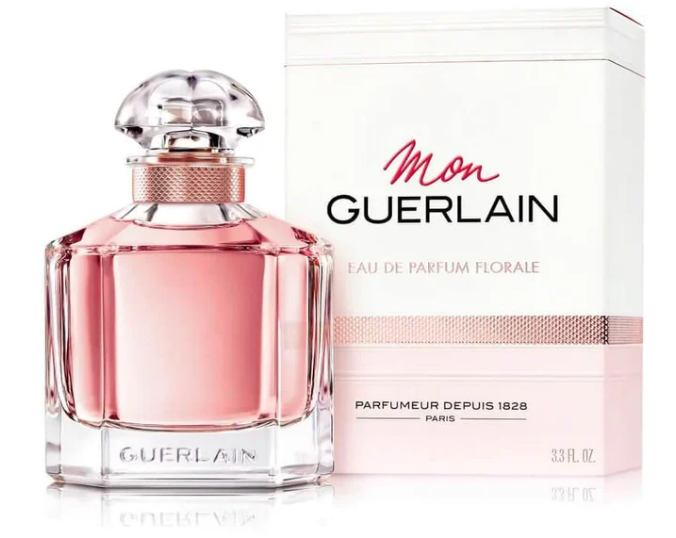 Mon
GUERLAIN
EAU DE PARFUM FLORALE
PARFUMEUR DEPUIS 1828
PARIS
3.3 FL. OZ.
GUERLAIN